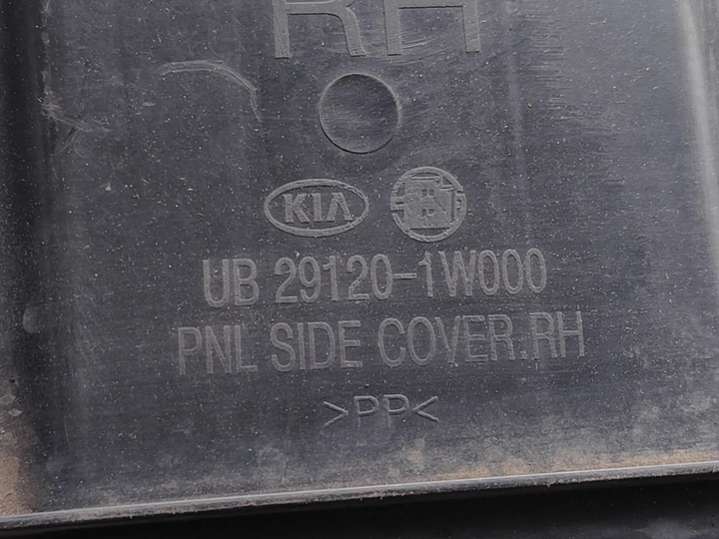 RH
KIA
UB 29120-1W000
PNL SIDE COVER.RH
>PP<